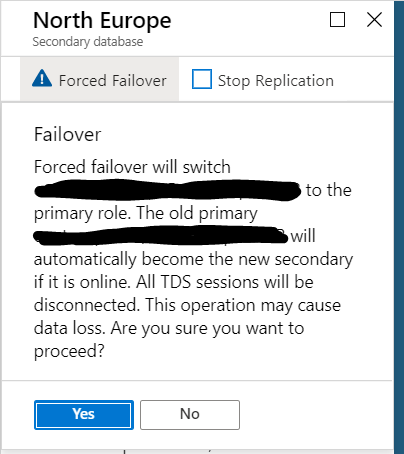 North Europe
Secondary database
Forced Failover Stop Replication
Failover
Forced failover will switch
to the
primary role. The old primary
will
automatically become the new secondary
if it is online. All TDS sessions will be
disconnected. This operation may cause
data loss. Are you sure you want to
proceed?
Yes No